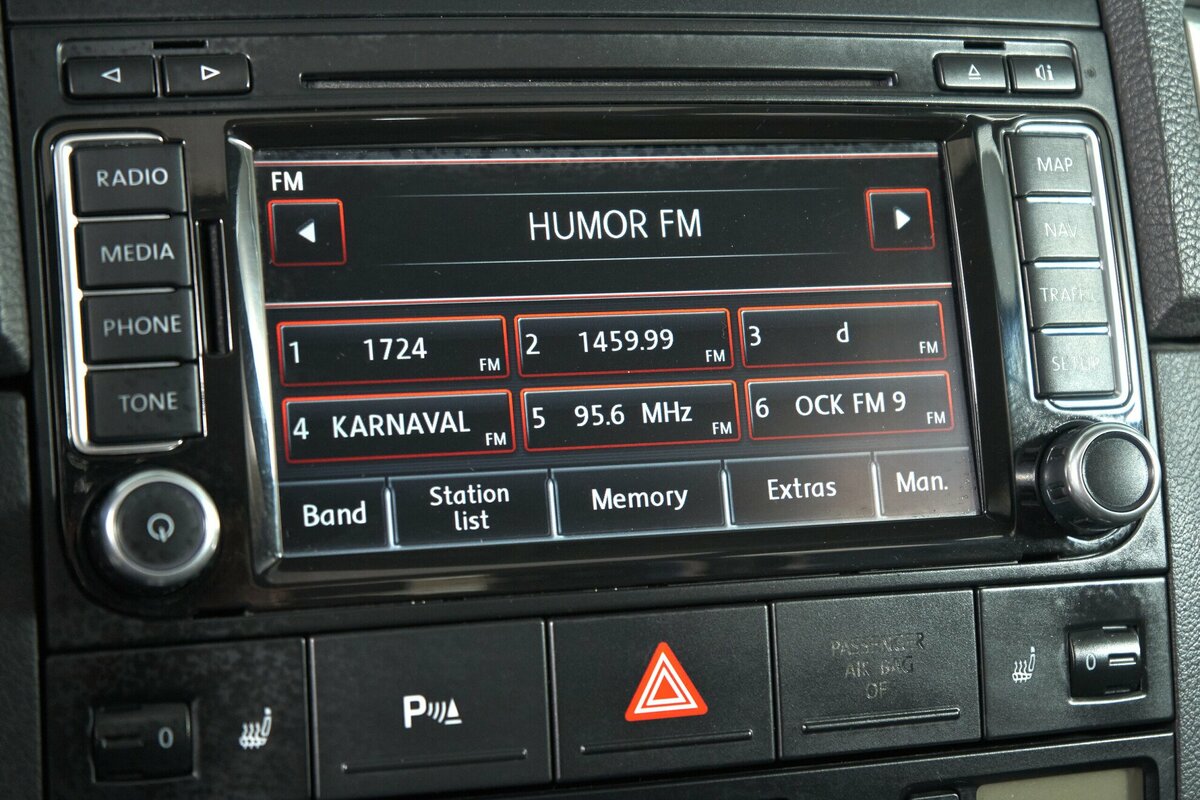 RADIO
MEDIA
PHONE
TONE
FM
HUMOR FM
1 1724 FM
2 1459.99 FM
3 d FM
4 KARNAVAL FM
5 95.6 MHz FM
6 OCK FM 9 FM
Band
Station
list
Memory
Extras
Man.
MAP
NAV
TRAFFIC
SETUP
0
P
PASSENGER
AIR BAG
OF
0